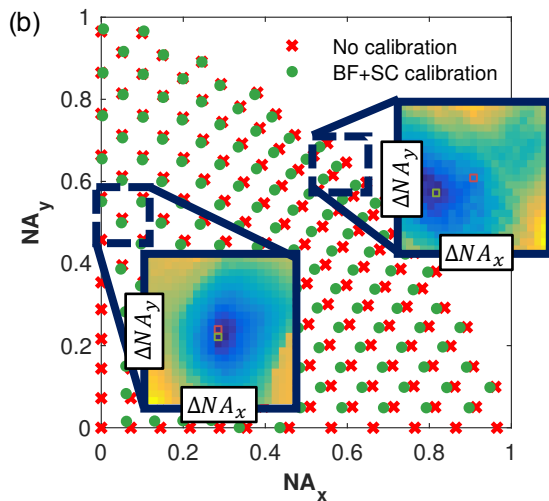 (b)
No calibration
BF+SC calibration
1
0.8
0.6
0.4
0.2
0
NAy
ΔNAy
ΔNAx
ΔNAy
ΔNAx
0 0.2 0.4 0.6 0.8 1
NAx